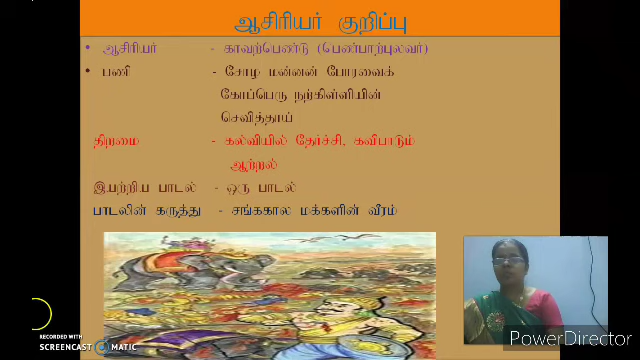 ஆசிரியர் குறிப்பு
• ஆசிரியர் - காவற்பெண்டு (பெண்பாற்புலவர்)
• பணி - சோழ மன்னன் போரவைக்
கோப்பெரு நற்கிள்ளியின்
செவித்தாய்
திறமை - கல்வியில் தேர்ச்சி, கவிபாடும்
ஆற்றல்
இயற்றிய பாடல் - ஒரு பாடல்
பாடலின் கருத்து - சங்ககால மக்களின் வீரம்
PowerDirector
RECORDED WITH
SCREENCAST MATIC